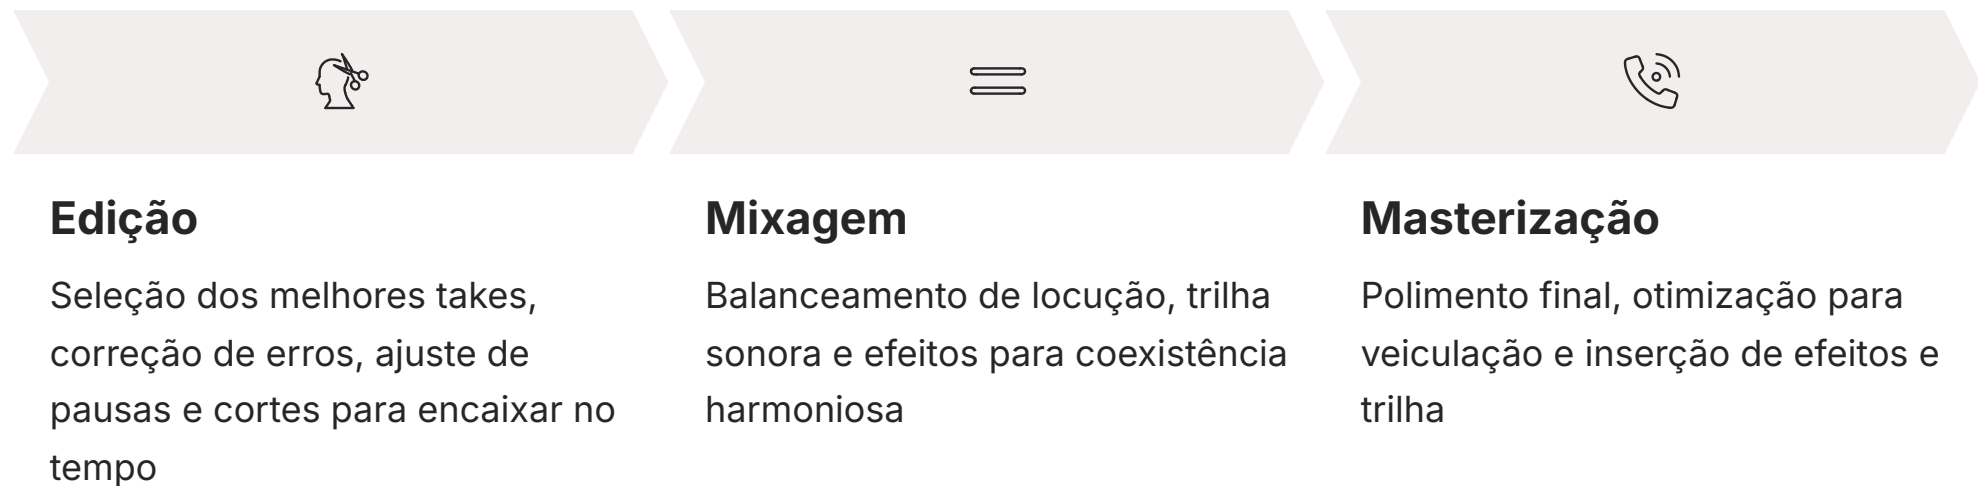 Edição
Seleção dos melhores takes,
correção de erros, ajuste de
pausas e cortes para encaixar no
tempo
Mixagem
Balanceamento de locução, trilha
sonora e efeitos para coexistência
harmoniosa
Masterização
Polimento final, otimização para
veiculação e inserção de efeitos e
trilha